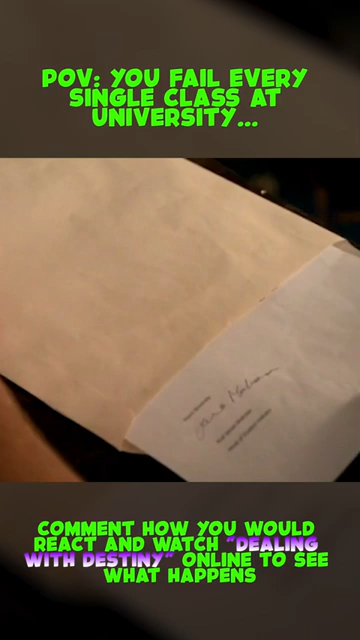 POV: YOU FAIL EVERY
SINGLE CLASS AT
UNIVERSITY...
COMMENT HOW YOU WOULD
REACT AND WATCH "DEALING
WITH DESTINY" ONLINE TO SEE
WHAT HAPPENS